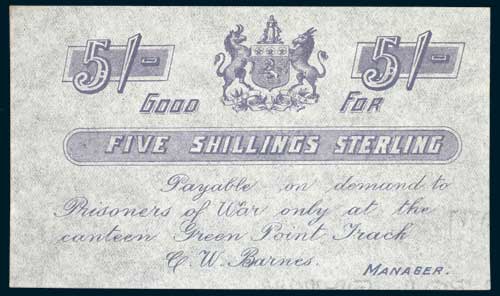 5/- 5/-
GOOD FOR
FIVE SHILLINGS STERLING
Payable on demand to
Prisoners of War only at the
canteen Green Point Track
C. W. Barnes. MANAGER.